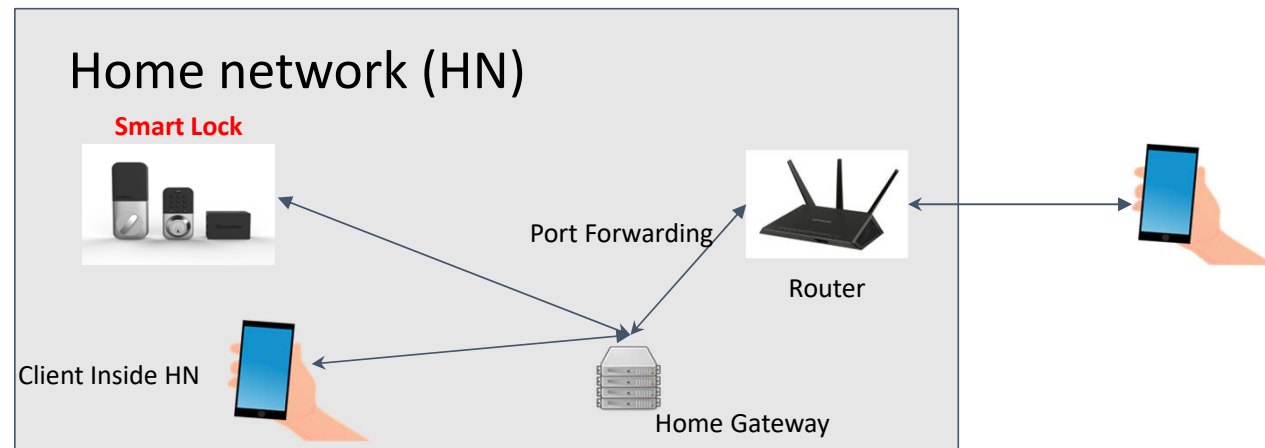 Home network (HN)
Smart Lock
Port Forwarding
Router
Client Inside HN
Home Gateway